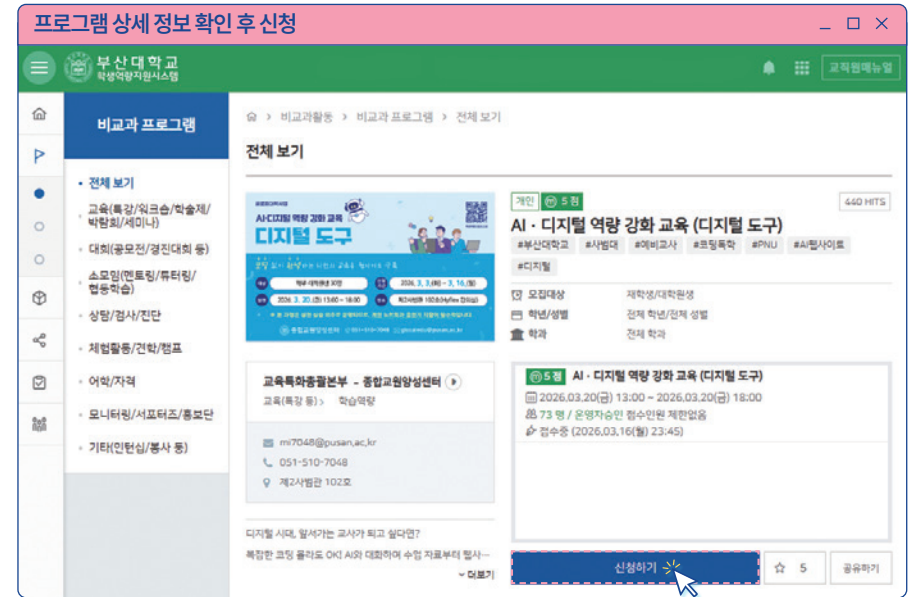 프로그램 상세 정보 확인 후 신청
부산대학교
학생역량지원시스템
교직원매뉴얼
비교과 프로그램
비교과활동 > 비교과 프로그램 > 전체 보기
전체 보기
전체 보기
교육(특강/워크숍/학술제/
박람회/세미나)
대회(공모전/경진대회 등)
소모임(멘토링/튜터링/
협동학습)
상담/검사/진단
체험활동/견학/캠프
어학/자격
모니터링/서포터즈/홍보단
기타(인턴십/봉사 등)
AI·디지털 역량 강화 교육
디지털 도구
2026. 3. 20.(금) 13:00 ~ 18:00
개인 ⓜ 5 점
440 HITS
AI · 디지털 역량 강화 교육 (디지털 도구)
#부산대학교 #사범대 #예비교사 #코딩독학 #PNU #AI웹사이트
#디지털
모집대상 재학생/대학원생
학년/성별 전체 학년/전체 성별
학과 전체 학과
교육특화총괄본부 - 종합교원양성센터
교육(특강 등) > 학습역량
mi7048@pusan.ac.kr
051-510-7048
제2사범관 102호
ⓜ 5 점 AI · 디지털 역량 강화 교육 (디지털 도구)
2026.03.20(금) 13:00 ~ 2026.03.20(금) 18:00
73 명 / 운영자승인 접수인원 제한없음
접수중 (2026.03.16(월) 23:45)
디지털 시대, 앞서가는 교사가 되고 싶다면?
복잡한 코딩 몰라도 OK! AI와 대화하며 수업 자료부터 웹사…
더보기
신청하기
5
공유하기